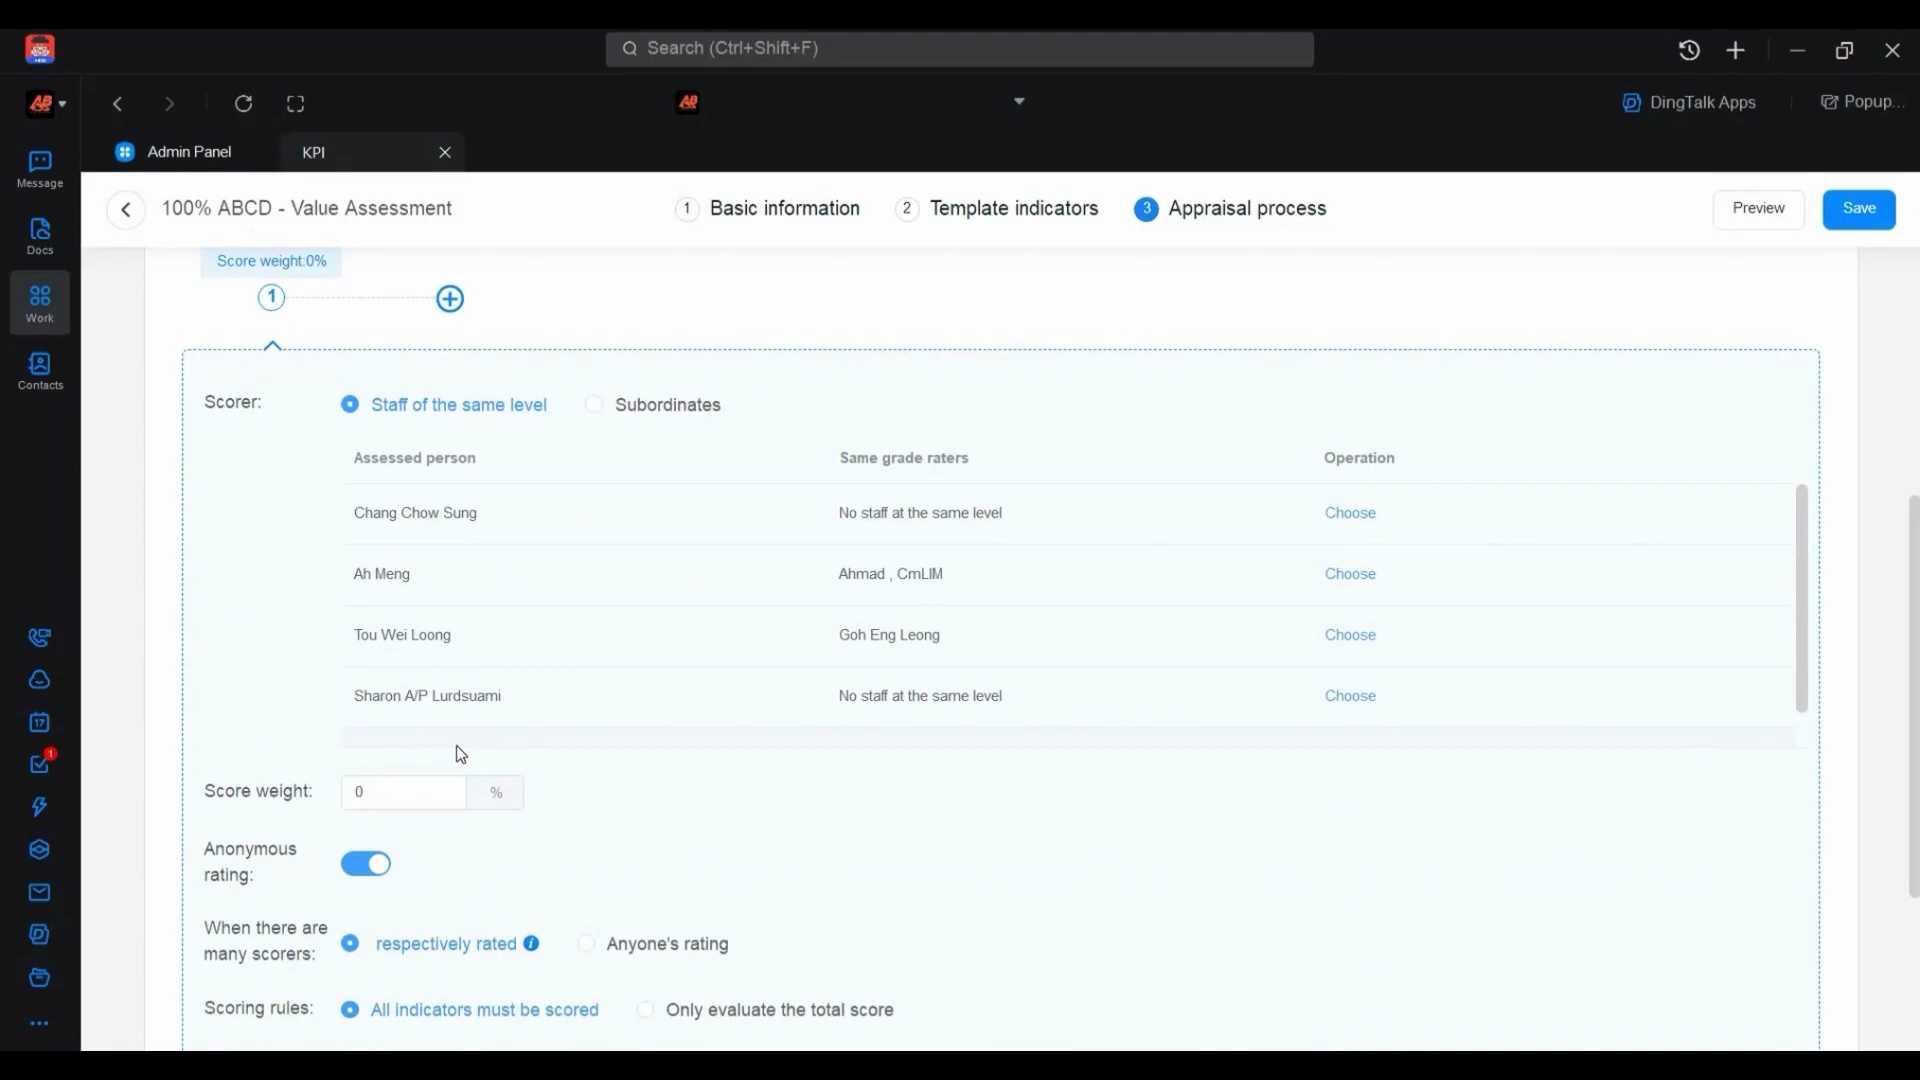 Search (Ctrl+Shift+F)
AB
AB
DingTalk Apps
Popup...
Admin Panel
KPI
Message
Docs
Work
Contacts
17
1
100% ABCD - Value Assessment
1 Basic information
2 Template indicators
3 Appraisal process
Preview
Save
Score weight:0%
1
Scorer:
Staff of the same level
Subordinates
Assessed person Same grade raters Operation
Chang Chow Sung No staff at the same level Choose
Ah Meng Ahmad , CmLIM Choose
Tou Wei Loong Goh Eng Leong Choose
Sharon A/P Lurdsuami No staff at the same level Choose
Score weight: 0 %
Anonymous
rating:
When there are
many scorers:
respectively rated
Anyone's rating
Scoring rules: All indicators must be scored Only evaluate the total score